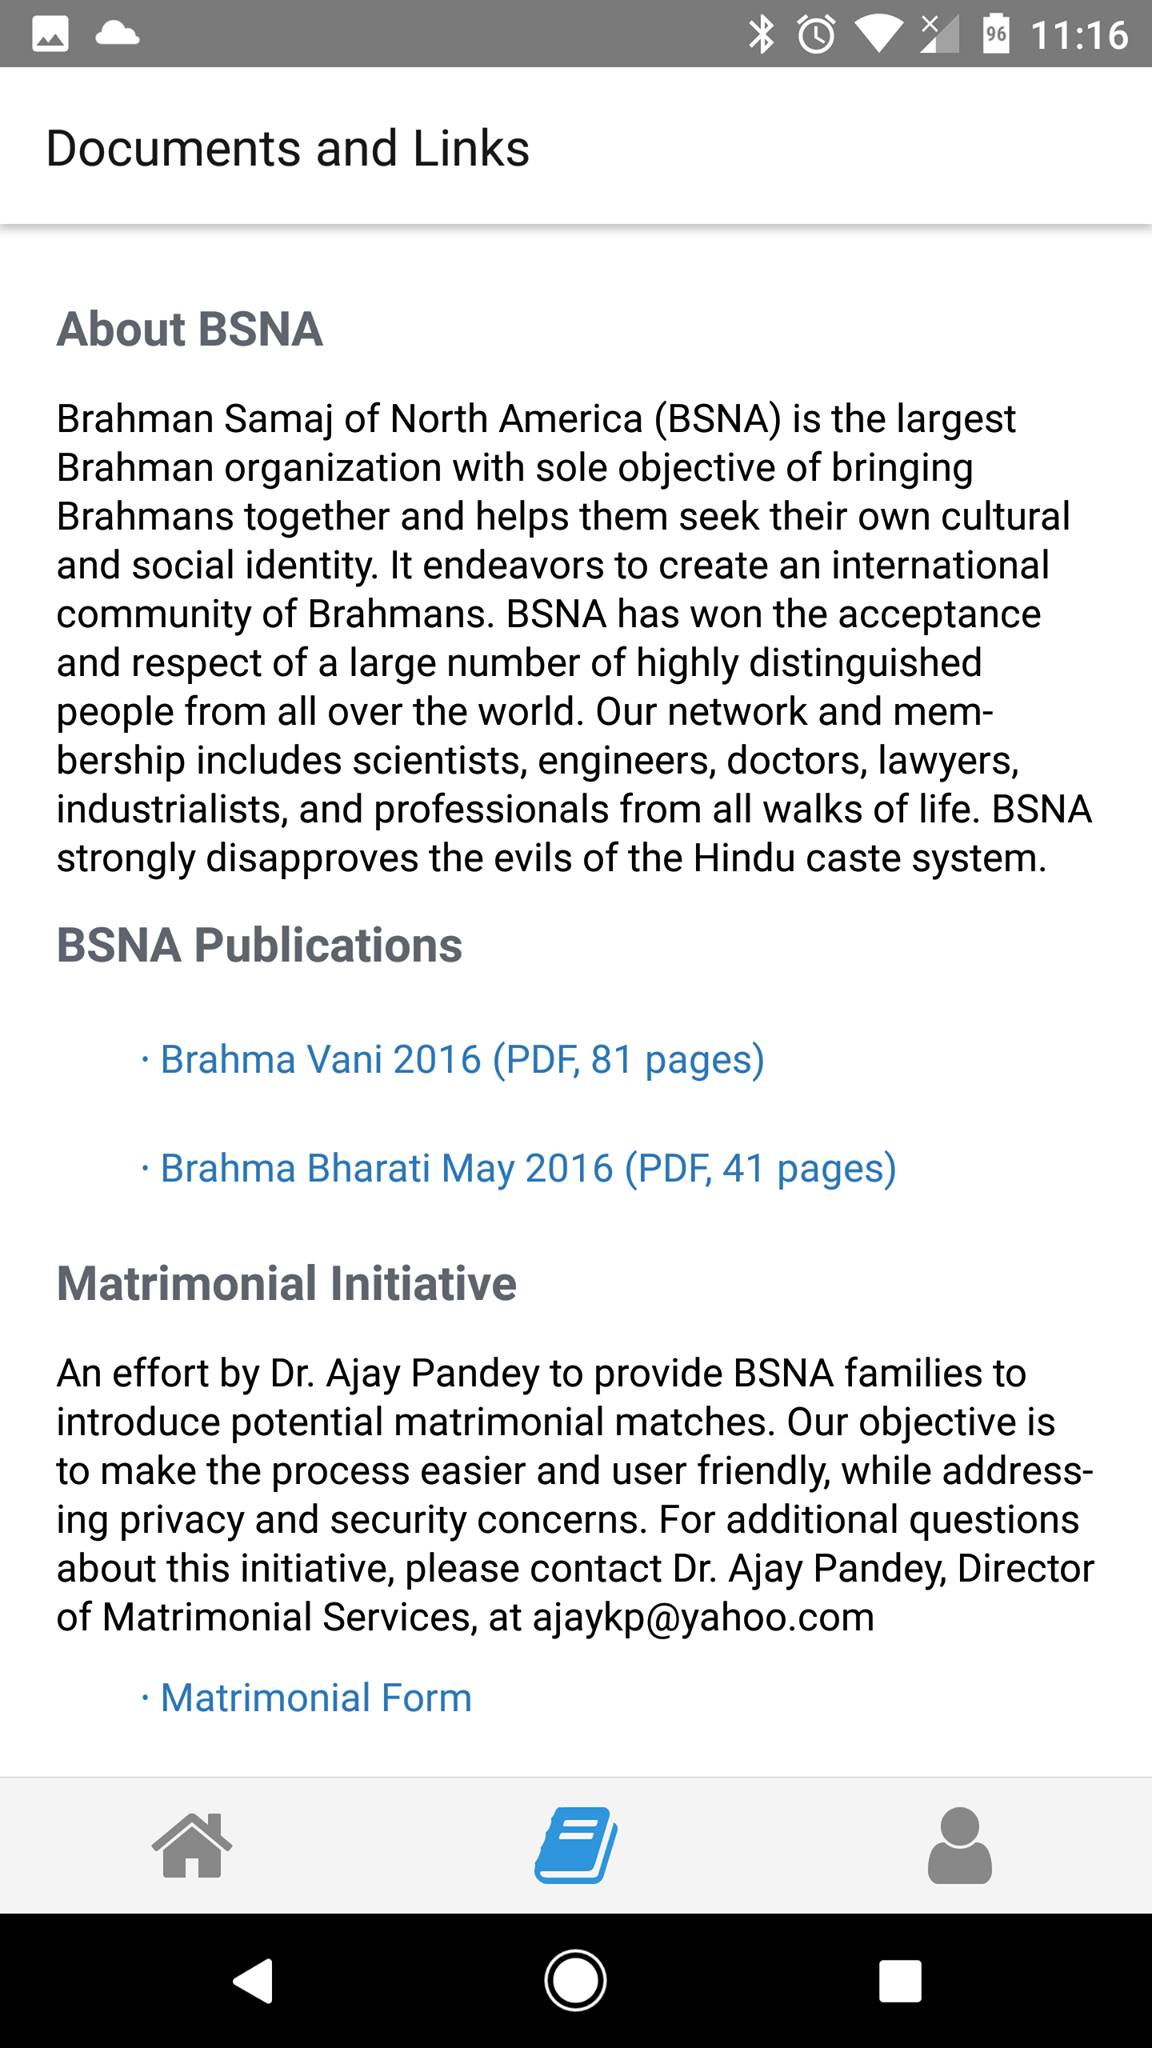 96 11:16
Documents and Links
About BSNA
Brahman Samaj of North America (BSNA) is the largest
Brahman organization with sole objective of bringing
Brahmans together and helps them seek their own cultural
and social identity. It endeavors to create an international
community of Brahmans. BSNA has won the acceptance
and respect of a large number of highly distinguished
people from all over the world. Our network and mem-
bership includes scientists, engineers, doctors, lawyers,
industrialists, and professionals from all walks of life. BSNA
strongly disapproves the evils of the Hindu caste system.
BSNA Publications
· Brahma Vani 2016 (PDF, 81 pages)
· Brahma Bharati May 2016 (PDF, 41 pages)
Matrimonial Initiative
An effort by Dr. Ajay Pandey to provide BSNA families to
introduce potential matrimonial matches. Our objective is
to make the process easier and user friendly, while address-
ing privacy and security concerns. For additional questions
about this initiative, please contact Dr. Ajay Pandey, Director
of Matrimonial Services, at ajaykp@yahoo.com
· Matrimonial Form